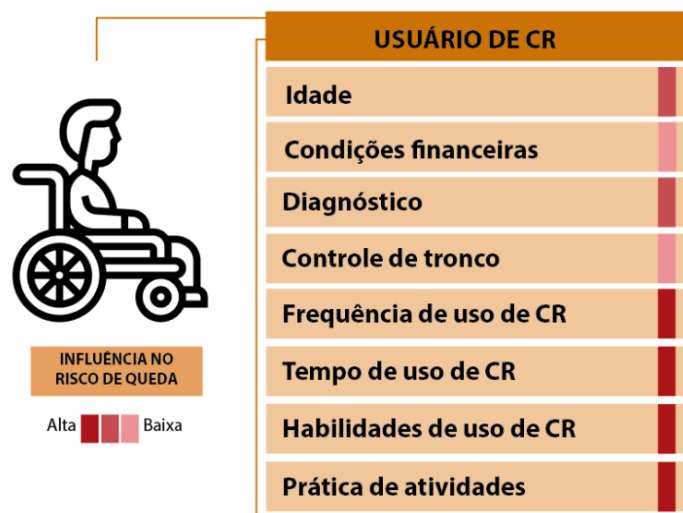 USUÁRIO DE CR
Idade
Condições financeiras
Diagnóstico
Controle de tronco
Frequência de uso de CR
Tempo de uso de CR
Habilidades de uso de CR
Prática de atividades
INFLUÊNCIA NO
RISCO DE QUEDA
Alta Baixa